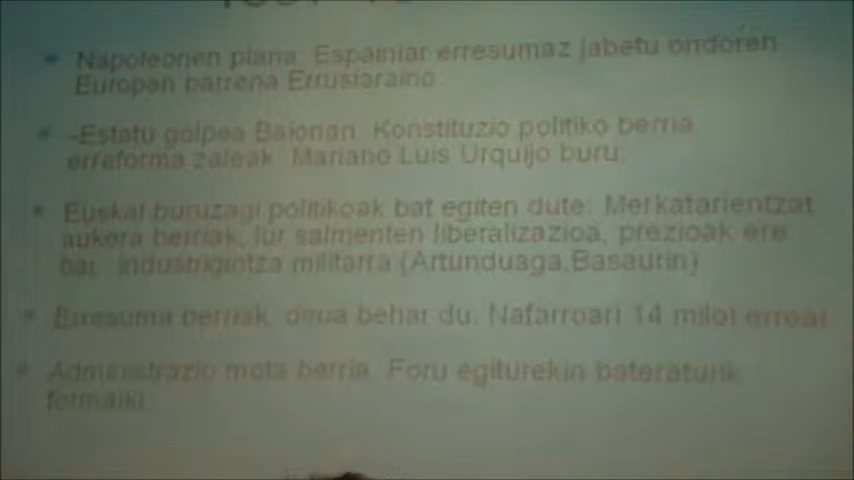 Napoleonen plana. Espainiar erresumaz jabetu ondoren
Europan barrena Errusiaraino.
-Estatu golpea Baionan. Konstituzio politiko berria.
erreforma zaleak. Mariano Luis Urquijo buru.
Euskal buruzagi politikoak bat egiten dute: Merkatarientzat
aukera berriak, lur salmenten liberalizazioa, prezioak ere
bai, industrigintza militarra (Artunduaga,Basaurin)
Erresuma berriak, dirua behar du. Nafarroari 14 miloi erreal
Administrazio mota berria. Foru egiturekin bateraturik